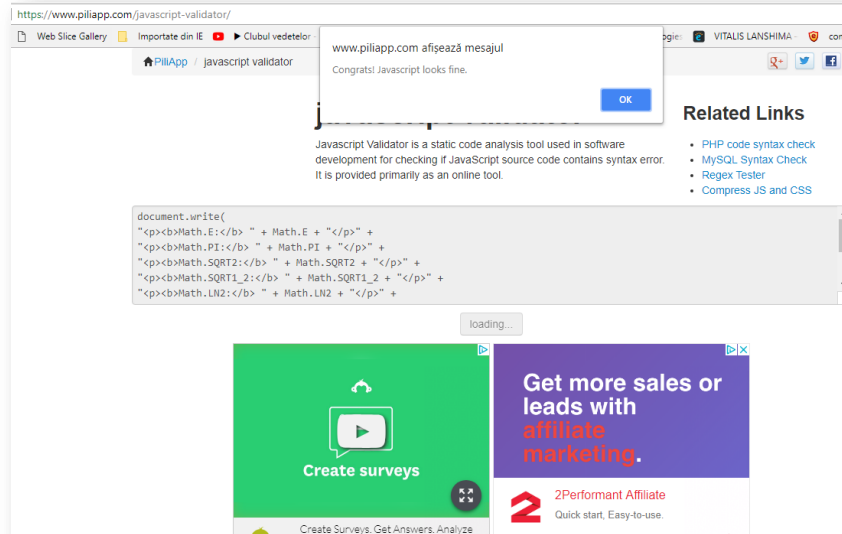 https://www.piliapp.com/javascript-validator/
Web Slice Gallery Importate din IE Clubul vedetelor VITALIS LANSHIMA
PiliApp / javascript validator
www.piliapp.com afișează mesajul
Congrats! Javascript looks fine.
OK
Javascript Validator is a static code analysis tool used in software
development for checking if JavaScript source code contains syntax error.
It is provided primarily as an online tool.
Related Links
PHP code syntax check
MySQL Syntax Check
Regex Tester
Compress JS and CSS
document.write(
"<p><b>Math.E:</b> " + Math.E + "</p>" +
"<p><b>Math.PI:</b> " + Math.PI + "</p>" +
"<p><b>Math.SQRT2:</b> " + Math.SQRT2 + "</p>" +
"<p><b>Math.SQRT1_2:</b> " + Math.SQRT1_2 + "</p>" +
"<p><b>Math.LN2:</b> " + Math.LN2 + "</p>" +
loading...
Create surveys
Create Surveys. Get Answers. Analyze
Get more sales or
leads with
affiliate
marketing.
2Performant Affiliate
Quick start, Easy-to-use.